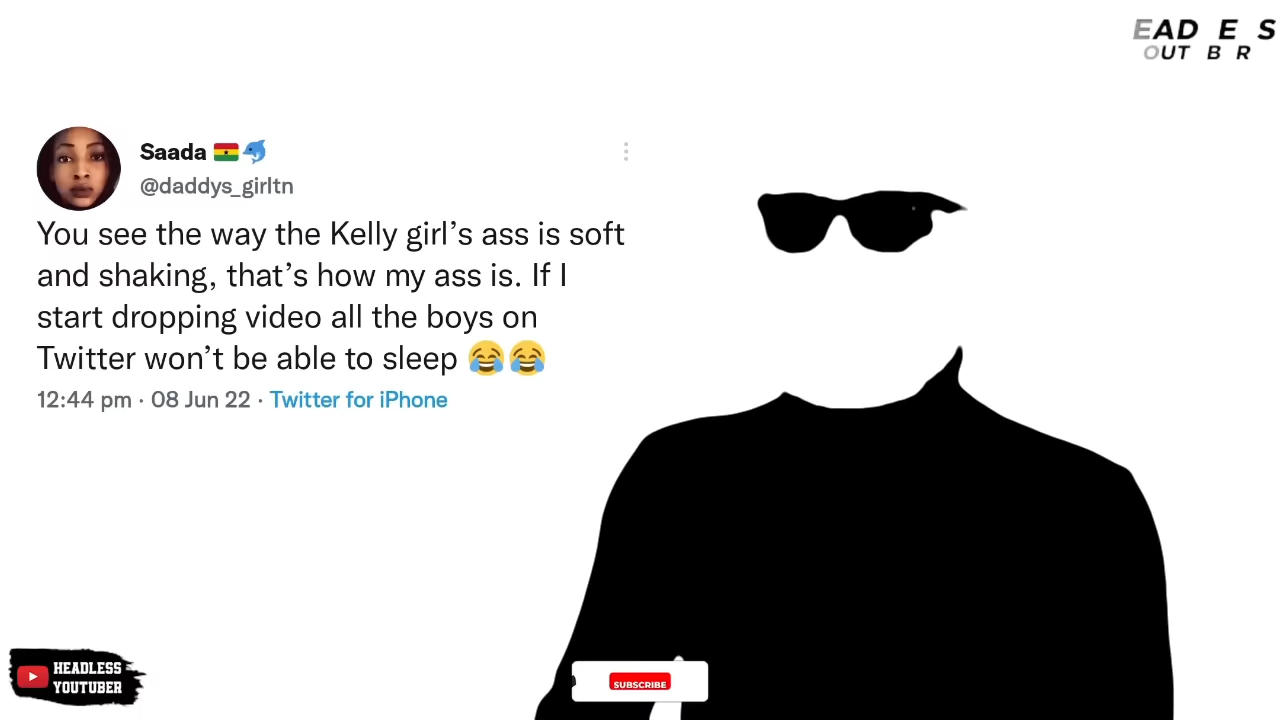 EAD E S
OUT B R
Saada 🇬🇭🐬
@daddys_girltn
You see the way the Kelly girl’s ass is soft
and shaking, that’s how my ass is. If I
start dropping video all the boys on
Twitter won’t be able to sleep 😂😂
12:44 pm · 08 Jun 22 · Twitter for iPhone
HEADLESS
YOUTUBER
SUBSCRIBE